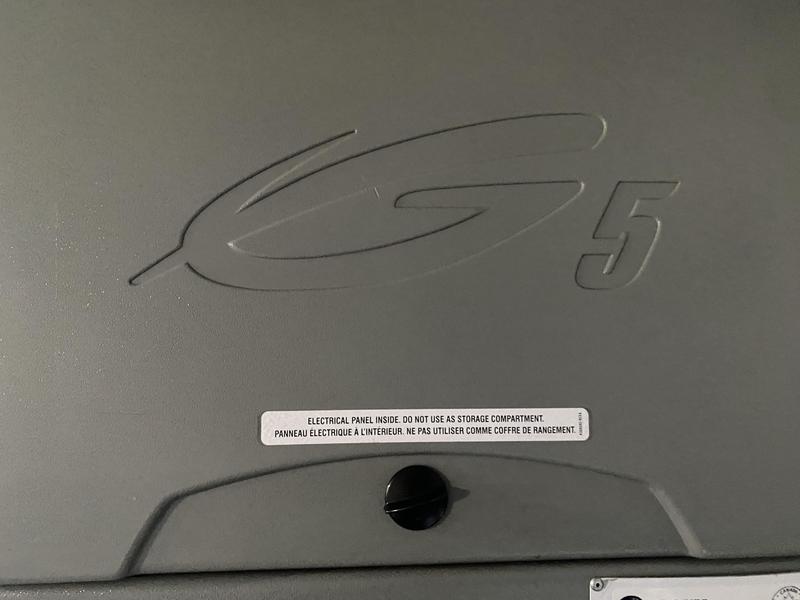 G5
ELECTRICAL PANEL INSIDE. DO NOT USE AS STORAGE COMPARTMENT.
PANNEAU ÉLECTRIQUE À L'INTÉRIEUR. NE PAS UTILISER COMME COFFRE DE RANGEMENT.
CANADA